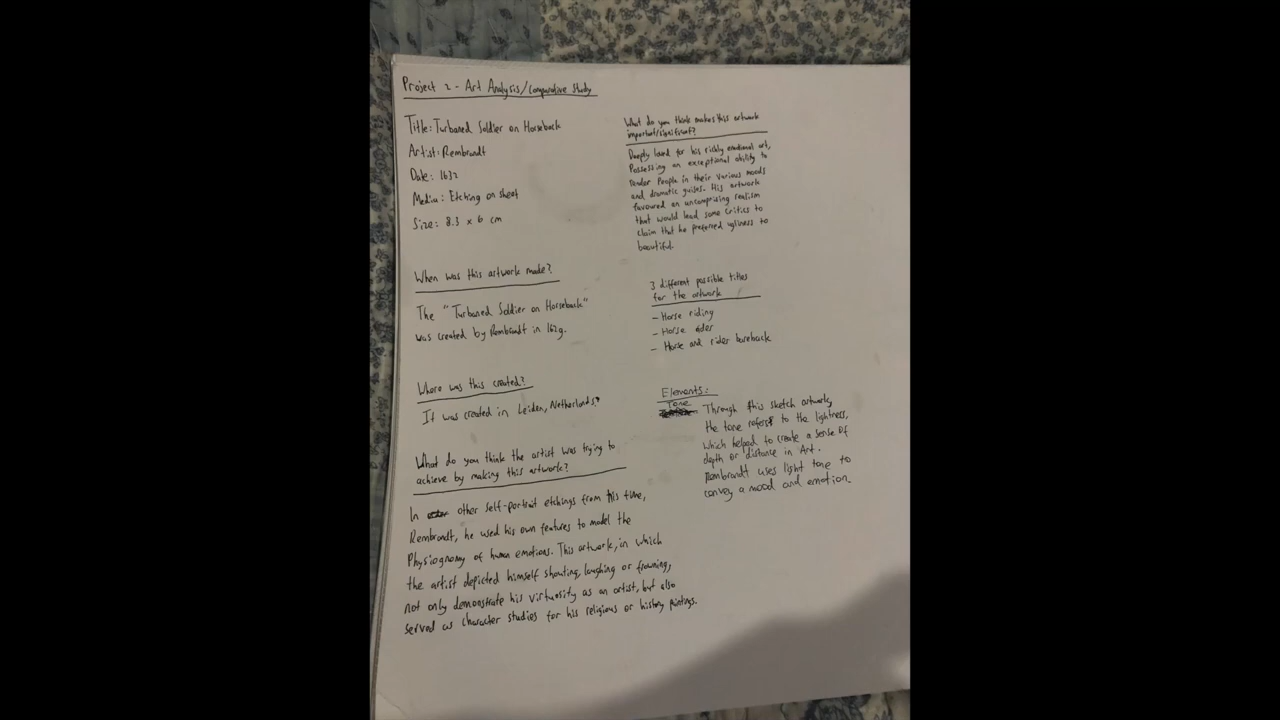 Project 2 - Art Analysis/Comparative Study
Title: Turbaned Soldier on Horseback
Artist: Rembrandt
Date: 1632
Mediu: Etching on sheet
Size: 8.3 x 6 cm
When was this artwork made?
The "Turbaned Soldier on Horseback"
was created by Rembrandt in 1629.
Where was this created?
It was created in Leiden, Netherlands.
What do you think the artist was trying to
achieve by making this artwork?
In other self-portrait etchings from this time,
Rembrandt, he used his own features to model the
Physiognomy of human emotions. This artwork, in which
the artist depicted himself shouting, laughing or frowning,
not only demonstrate his virtuosity as an artist, but also
served as character studies for his religious or history paintings.
What do you think makes this artwork
important/significant?
Deeply loved for his richly emotional art,
Possessing an exceptional ability to
render People in their various moods
and dramatic guises. His artwork
favoured an uncomprising realism
that would lead some critics to
claim that he preferred ugliness to
beautiful.
3 different possible titles
for the artwork
- Horse riding
- Horse rider
- Horse and rider bareback
Elements:
Tone
Through this sketch artwork,
the tone refers to the lightness,
which helped to create a sense of
depth or distance in Art.
Rembrandt uses light tone to
convey a mood and emotion.